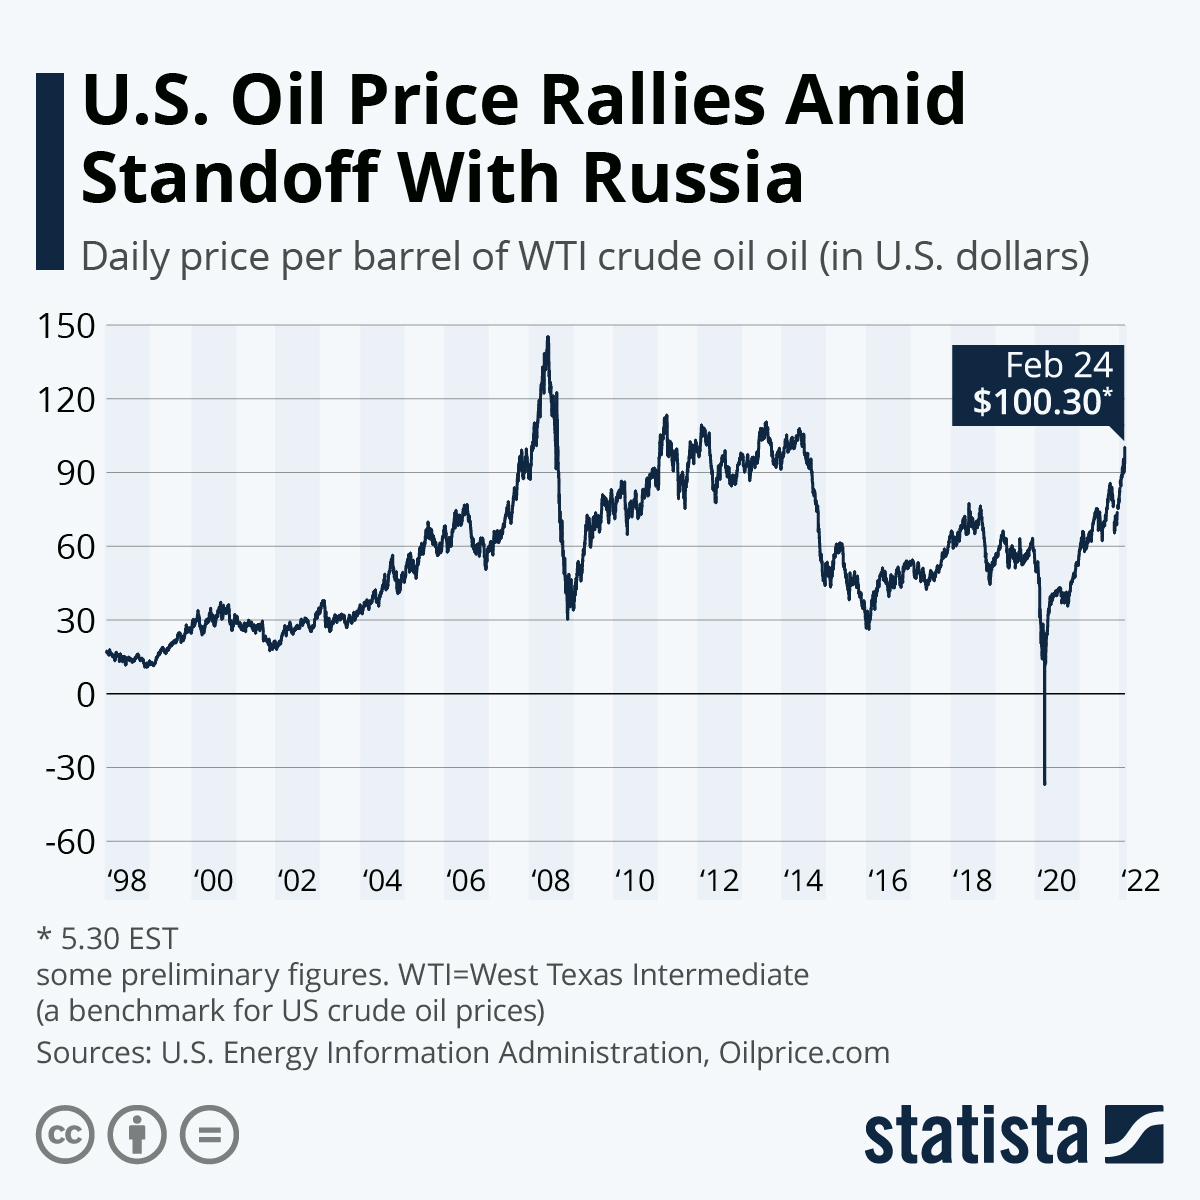 U.S. Oil Price Rallies Amid
Standoff With Russia
Daily price per barrel of WTI crude oil oil (in U.S. dollars)
150
120
90
60
30
0
-30
-60
Feb 24
$100.30*
‘98 ‘00 ‘02 ‘04 ‘06 ‘08 ‘10 ‘12 ‘14 ‘16 ‘18 ‘20 ‘22
* 5.30 EST
some preliminary figures. WTI=West Texas Intermediate
(a benchmark for US crude oil prices)
Sources: U.S. Energy Information Administration, Oilprice.com
cc
statista